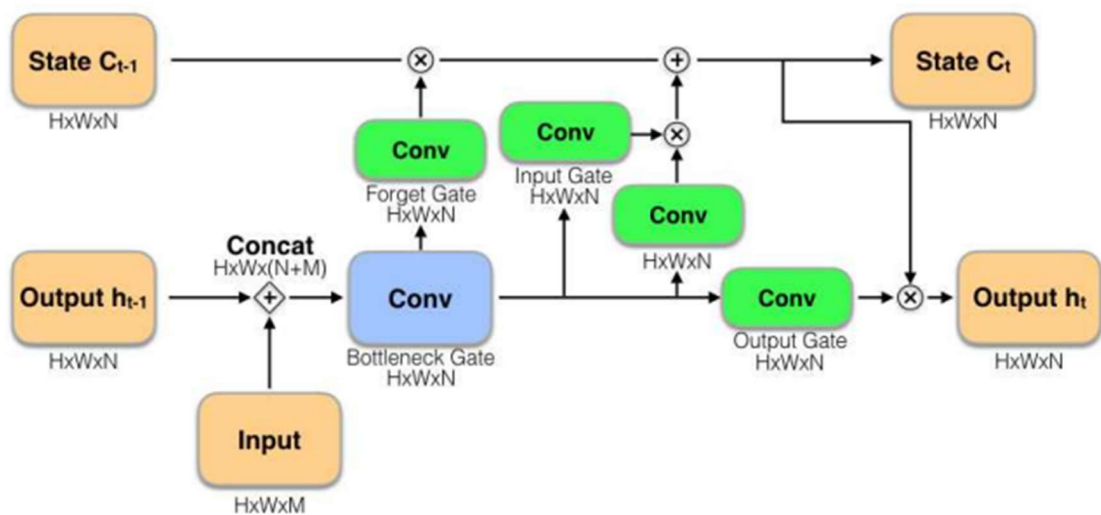 State Ct-1
HxWxN
State Ct
HxWxN
Conv
Forget Gate
HxWxN
Conv
Input Gate
HxWxN
Conv
HxWxN
Output ht-1
HxWxN
Concat
HxWx(N+M)
Conv
Bottleneck Gate
HxWxN
Conv
Output Gate
HxWxN
Output ht
HxWxN
Input
HxWxM